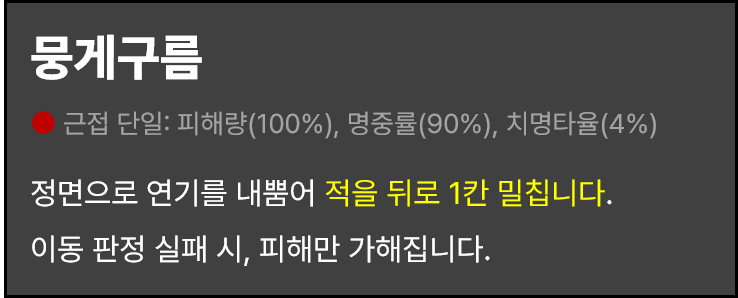 뭉게구름
근접 단일: 피해량(100%), 명중률(90%), 치명타율(4%)
정면으로 연기를 내뿜어 적을 뒤로 1칸 밀칩니다.
이동 판정 실패 시, 피해만 가해집니다.